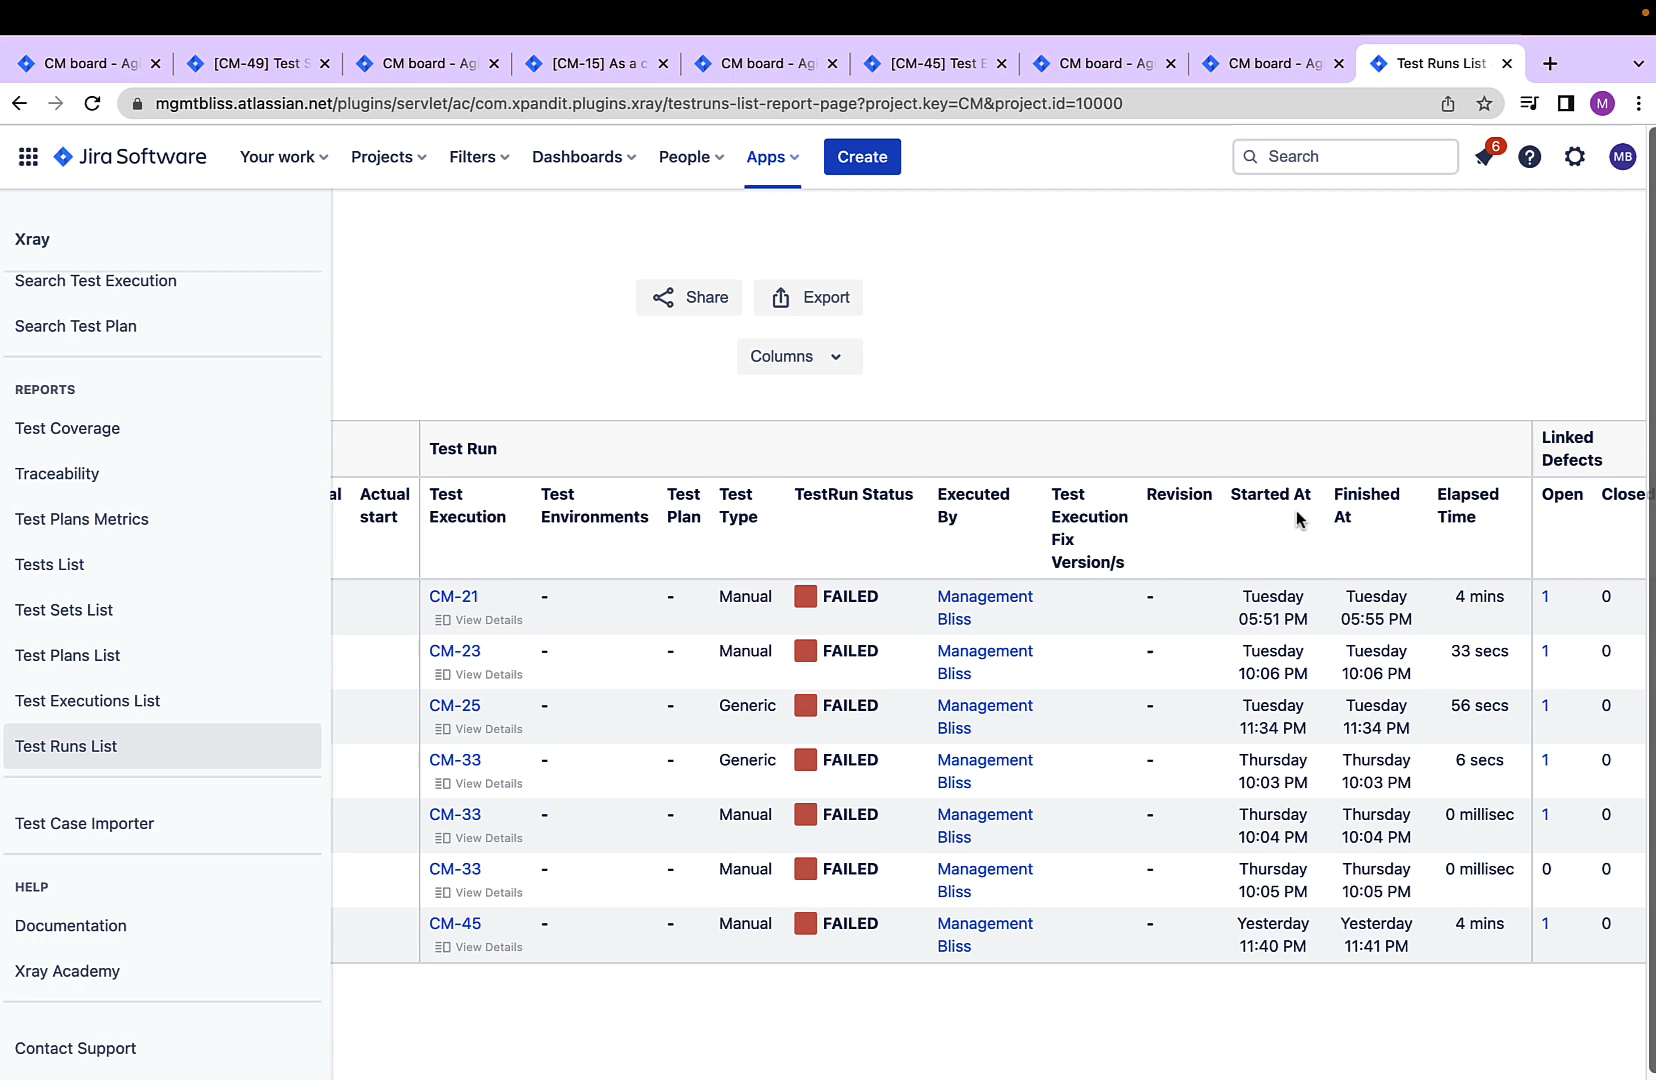 CM board - Ag
[CM-49] Test S
CM board - Ag
[CM-15] As a c
CM board - Ag
[CM-45] Test E
CM board - Ag
CM board - Ag
Test Runs List
mgmtbliss.atlassian.net/plugins/servlet/ac/com.xpandit.plugins.xray/testruns-list-report-page?project.key=CM&project.id=10000
M
Jira Software
Your work
Projects
Filters
Dashboards
People
Apps
Create
Search
6
MB
Xray
Search Test Execution
Search Test Plan
REPORTS
Test Coverage
Traceability
Test Plans Metrics
Tests List
Test Sets List
Test Plans List
Test Executions List
Test Runs List
Test Case Importer
HELP
Documentation
Xray Academy
Contact Support
Share
Export
Columns
Test Run
Linked
Defects
al
Actual
start
Test
Execution
Test
Environments
Test
Plan
Test
Type
TestRun Status
Executed
By
Test
Execution
Fix
Version/s
Revision
Started At
Finished
At
Elapsed
Time
Open
Closed
CM-21 - - Manual FAILED Management - Tuesday Tuesday 4 mins 1 0
View Details Bliss 05:51 PM 05:55 PM
CM-23 - - Manual FAILED Management - Tuesday Tuesday 33 secs 1 0
View Details Bliss 10:06 PM 10:06 PM
CM-25 - - Generic FAILED Management - Tuesday Tuesday 56 secs 1 0
View Details Bliss 11:34 PM 11:34 PM
CM-33 - - Generic FAILED Management - Thursday Thursday 6 secs 1 0
View Details Bliss 10:03 PM 10:03 PM
CM-33 - - Manual FAILED Management - Thursday Thursday 0 millisec 1 0
View Details Bliss 10:04 PM 10:04 PM
CM-33 - - Manual FAILED Management - Thursday Thursday 0 millisec 0 0
View Details Bliss 10:05 PM 10:05 PM
CM-45 - - Manual FAILED Management - Yesterday Yesterday 4 mins 1 0
View Details Bliss 11:40 PM 11:41 PM